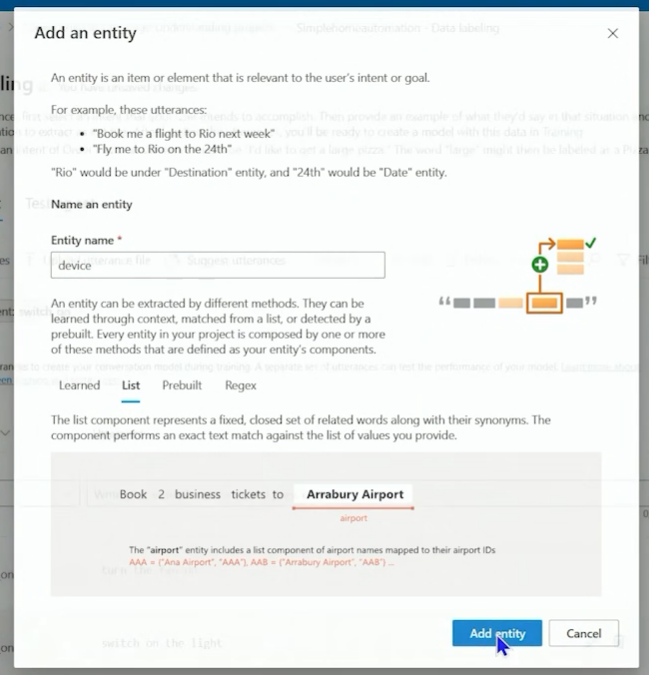 Simplehomeautomation - Data labeling
Add an entity
An entity is an item or element that is relevant to the user's intent or goal.
For example, these utterances:
• "Book me a flight to Rio next week"
• "Fly me to Rio on the 24th"
"Rio" would be under "Destination" entity, and "24th" would be "Date" entity.
Name an entity
Entity name *
device
An entity can be extracted by different methods. They can be
learned through context, matched from a list, or detected by a
prebuilt. Every entity in your project is composed by one or more
of these methods that are defined as your entity's components.
Learned List Prebuilt Regex
The list component represents a fixed, closed set of related words along with their synonyms. The
component performs an exact text match against the list of values you provide.
Book 2 business tickets to Arrabury Airport
airport
The "airport" entity includes a list component of airport names mapped to their airport IDs
AAA = ("Ana Airport", "AAA"), AAB = ("Arrabury Airport", "AAB") ...
Add entity Cancel
switch on the light